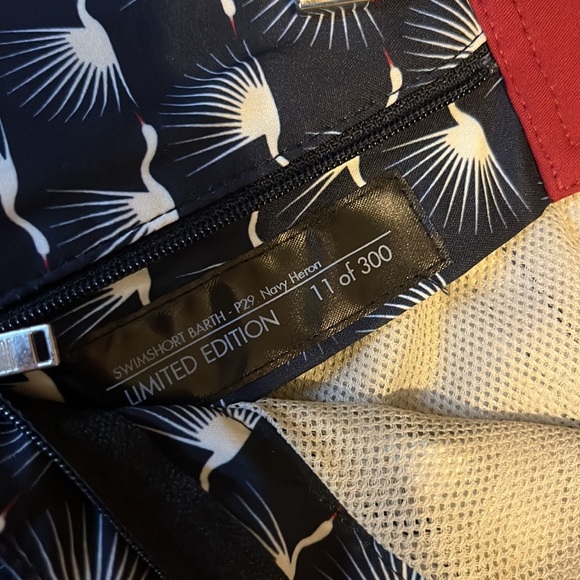 SWIMSHORT BARTH - P29 Navy Heron
LIMITED EDITION 11 of 300